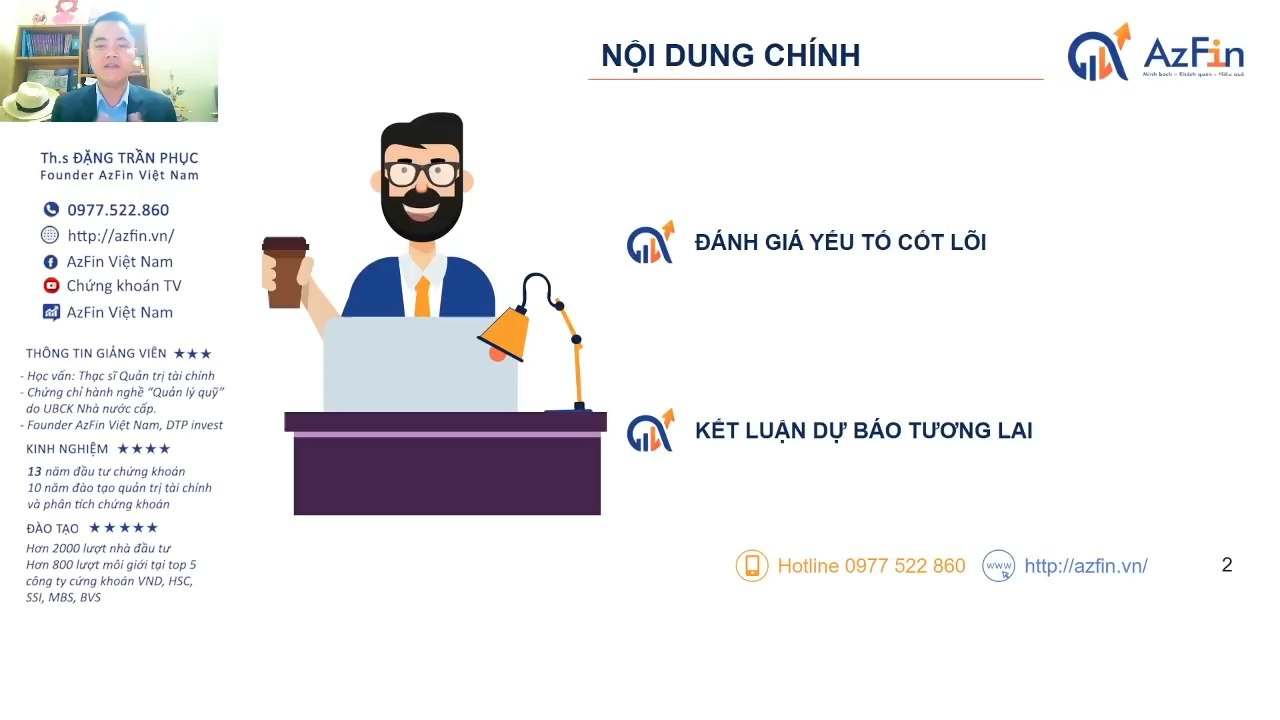 NỘI DUNG CHÍNH
AzFin
Minh bạch – Khách quan – Hiệu quả
Th.s ĐẶNG TRẦN PHỤC
Founder AzFin Việt Nam
0977.522.860
http://azfin.vn/
AzFin Việt Nam
Chứng khoán TV
AzFin Việt Nam
THÔNG TIN GIẢNG VIÊN ★★★
- Học vấn: Thạc sĩ Quản trị tài chính
- Chứng chỉ hành nghề “Quản lý quỹ”
do UBCK Nhà nước cấp.
- Founder AzFin Việt Nam, DTP invest
KINH NGHIỆM ★★★★
13 năm đầu tư chứng khoán
10 năm đào tạo quản trị tài chính
và phân tích chứng khoán
ĐÀO TẠO ★★★★★
Hơn 2000 lượt nhà đầu tư
Hơn 800 lượt môi giới tại top 5
công ty cứng khoán VND, HSC,
SSI, MBS, BVS
ĐÁNH GIÁ YẾU TỐ CỐT LÕI
KẾT LUẬN DỰ BÁO TƯƠNG LAI
Hotline 0977 522 860
www
http://azfin.vn/
2